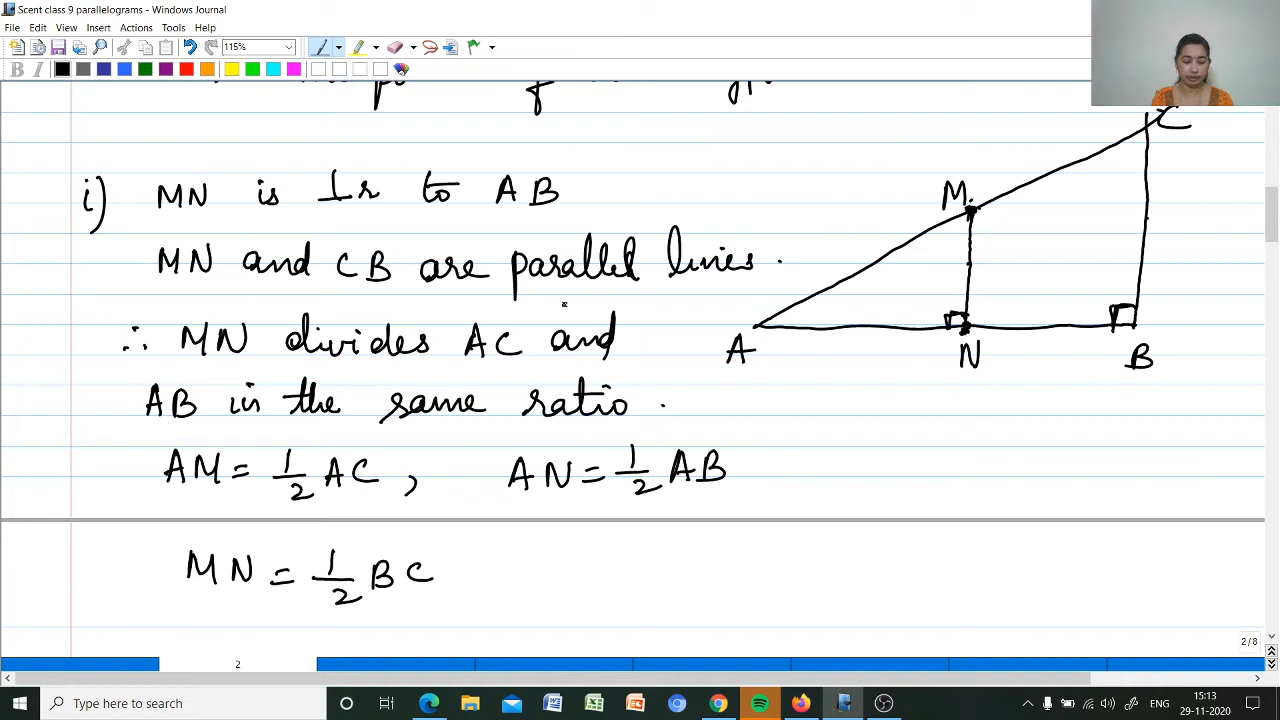 Scent class 9 parallelograms - Windows Journal
File Edit View Insert Actions Tools Help
115%
B I
C
i) MN is ⊥r to AB
M.
MN and CB are parallel lines.
∴ MN divides AC and
A N B
AB in the same ratio.
AM = 1/2 AC, AN = 1/2 AB
MN = 1/2 BC
2/8
2
Type here to search
ENG
15:13
29-11-2020